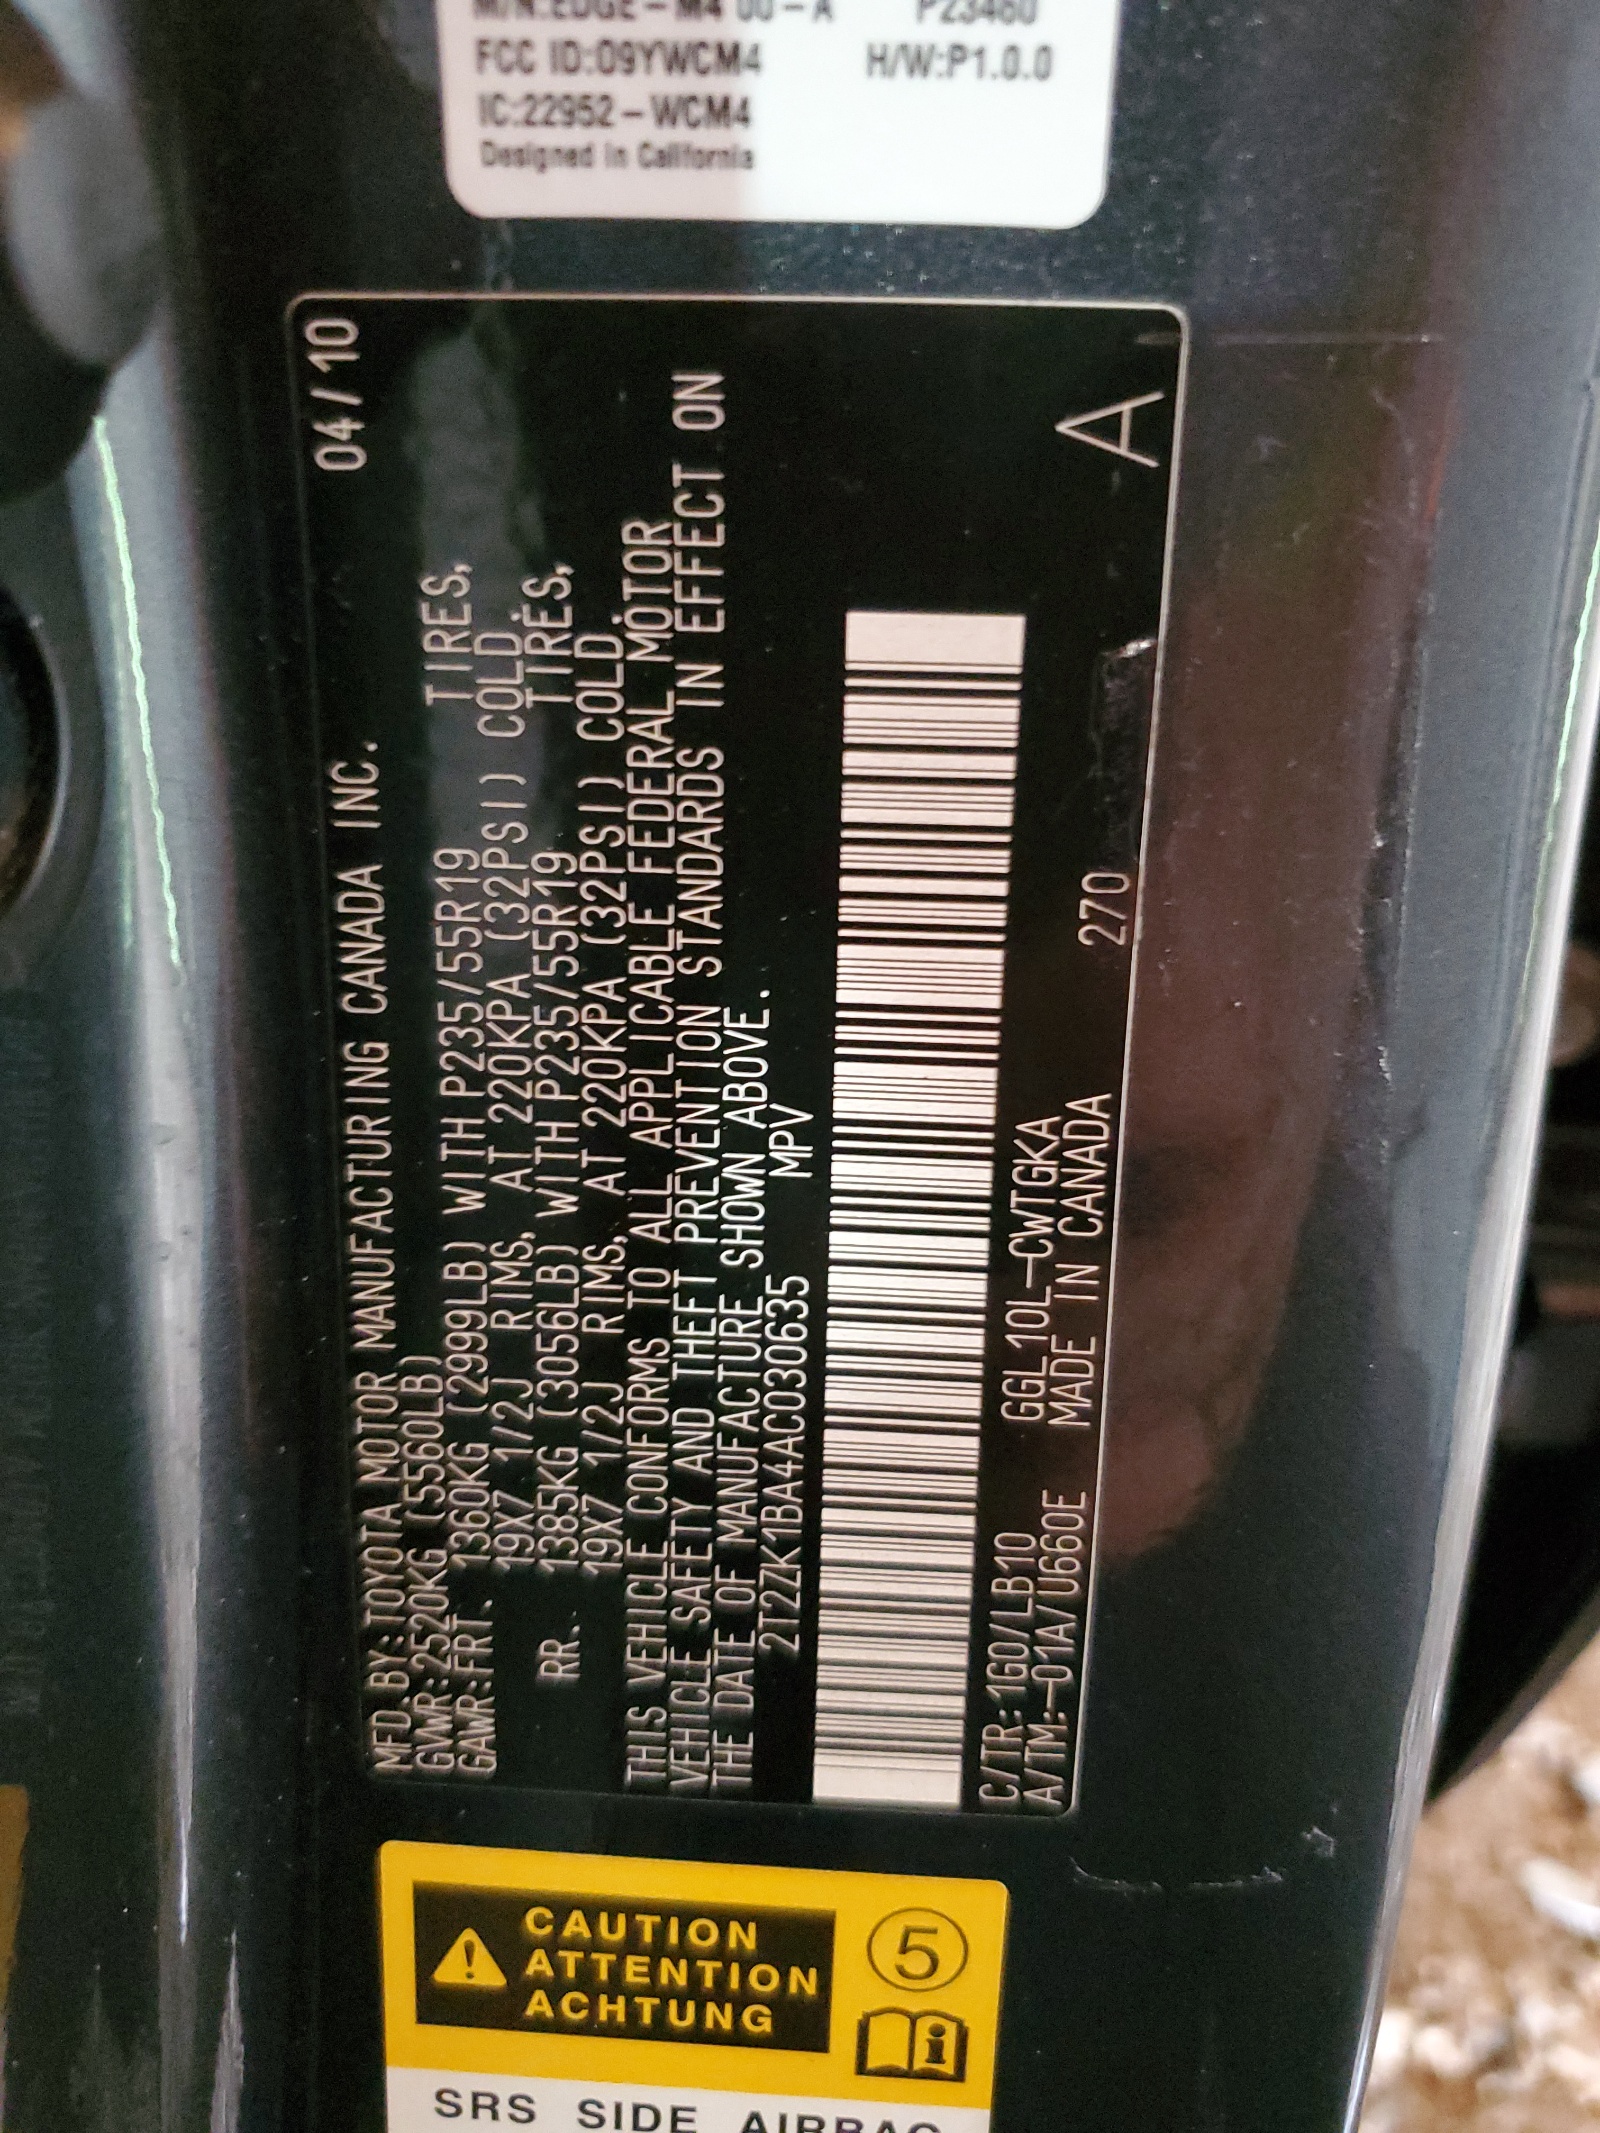 FCC ID:O9YWCM4 H/W:P1.0.0
IC:22952-WCM4
Designed in California
04/10
MFD.BY:TOYOTA MOTOR MANUFACTURING CANADA INC.
GVWR:2520KG (5560LB)
GAWR:FRT. 1360KG (2999LB) WITH P235/55R19 TIRES,
19X7 1/2J RIMS, AT 220KPA (32PSI) COLD.
RR. 1385KG (3056LB) WITH P235/55R19 TIRES,
19X7 1/2J RIMS, AT 220KPA (32PSI) COLD.
THIS VEHICLE CONFORMS TO ALL APPLICABLE FEDERAL MOTOR
VEHICLE SAFETY AND THEFT PREVENTION STANDARDS IN EFFECT ON
THE DATE OF MANUFACTURE SHOWN ABOVE.
2T2ZK1BA4AC030635 MPV
C/TR:1G0/LB10 GGL10L-CWTGKA
A/TM:-01A/U660E MADE IN CANADA 270
A
CAUTION
ATTENTION
ACHTUNG
5
i
SRS SIDE AIRBAG